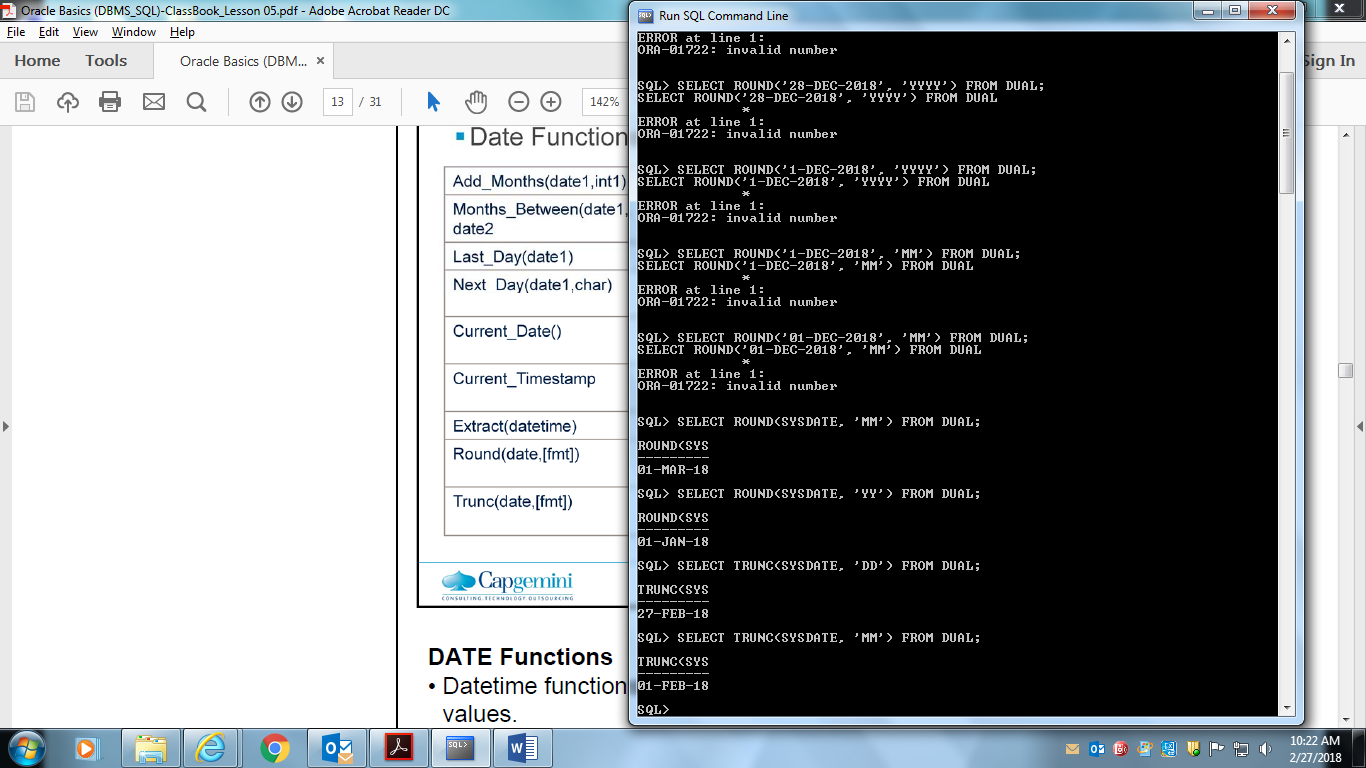 Oracle Basics (DBMS_SQL)-ClassBook_Lesson 05.pdf - Adobe Acrobat Reader DC
File Edit View Window Help
Home Tools
Oracle Basics (DBM... ×
Sign In
13 / 31
142%
Date Function
Add_Months(date1,int1)
Months_Between(date1,
date2
Last_Day(date1)
Next_Day(date1,char)
Current_Date()
Current_Timestamp
Extract(datetime)
Round(date,[fmt])
Trunc(date,[fmt])
Capgemini
CONSULTING.TECHNOLOGY.OUTSOURCING
DATE Functions
• Datetime function
values.
Run SQL Command Line
ERROR at line 1:
ORA-01722: invalid number
SQL> SELECT ROUND('28-DEC-2018', 'YYYY') FROM DUAL;
SELECT ROUND('28-DEC-2018', 'YYYY') FROM DUAL
*
ERROR at line 1:
ORA-01722: invalid number
SQL> SELECT ROUND('1-DEC-2018', 'YYYY') FROM DUAL;
SELECT ROUND('1-DEC-2018', 'YYYY') FROM DUAL
*
ERROR at line 1:
ORA-01722: invalid number
SQL> SELECT ROUND('1-DEC-2018', 'MM') FROM DUAL;
SELECT ROUND('1-DEC-2018', 'MM') FROM DUAL
*
ERROR at line 1:
ORA-01722: invalid number
SQL> SELECT ROUND('01-DEC-2018', 'MM') FROM DUAL;
SELECT ROUND('01-DEC-2018', 'MM') FROM DUAL
*
ERROR at line 1:
ORA-01722: invalid number
SQL> SELECT ROUND(SYSDATE, 'MM') FROM DUAL;
ROUND(SYS
---------
01-MAR-18
SQL> SELECT ROUND(SYSDATE, 'YY') FROM DUAL;
ROUND(SYS
---------
01-JAN-18
SQL> SELECT TRUNC(SYSDATE, 'DD') FROM DUAL;
TRUNC(SYS
---------
27-FEB-18
SQL> SELECT TRUNC(SYSDATE, 'MM') FROM DUAL;
TRUNC(SYS
---------
01-FEB-18
SQL>
10:22 AM
2/27/2018